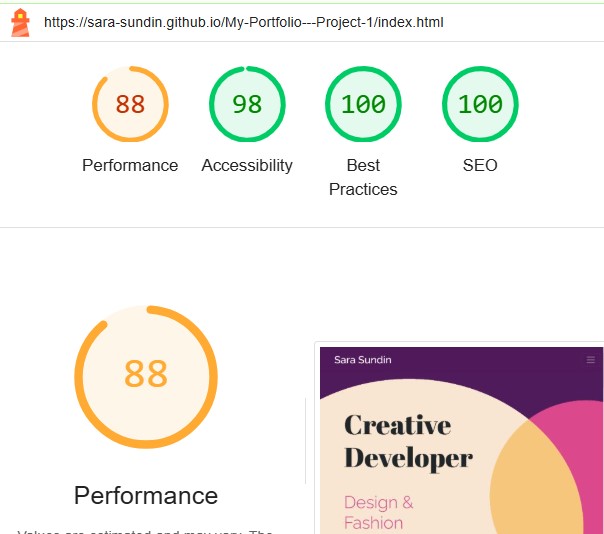 https://sara-sundin.github.io/My-Portfolio---Project-1/index.html
88
98
100
100
Performance
Accessibility
Best
Practices
SEO
88
Performance
Values are estimated and may vary. The
Sara Sundin
Creative
Developer
Design &
Fashion